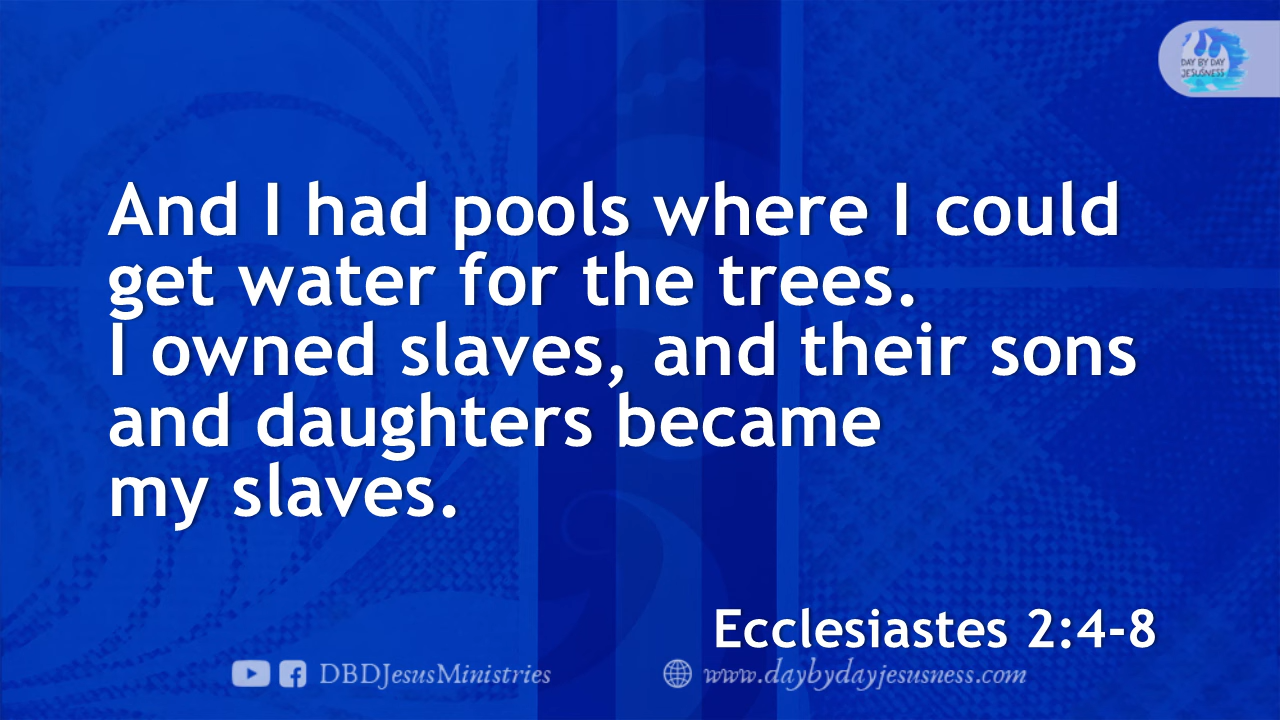 DAY BY DAY
JESUSNESS
And I had pools where I could
get water for the trees.
I owned slaves, and their sons
and daughters became
my slaves.
Ecclesiastes 2:4-8
DBDJesusMinistries
www.daybydayjesusness.com